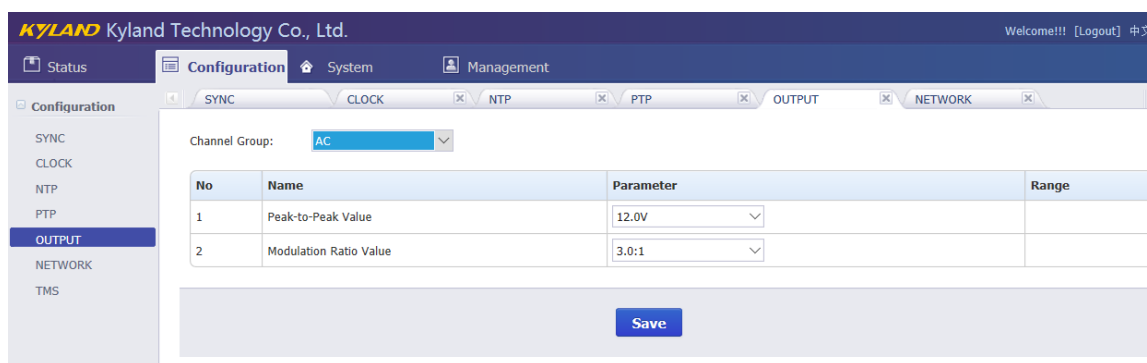 KYLAND Kyland Technology Co., Ltd.
Welcome!!! [Logout] 中文
Status Configuration System Management
Configuration
SYNC
CLOCK
NTP
PTP
OUTPUT
NETWORK
TMS
SYNC CLOCK NTP PTP OUTPUT NETWORK
Channel Group: AC
No Name Parameter Range
1 Peak-to-Peak Value 12.0V
2 Modulation Ratio Value 3.0:1
Save